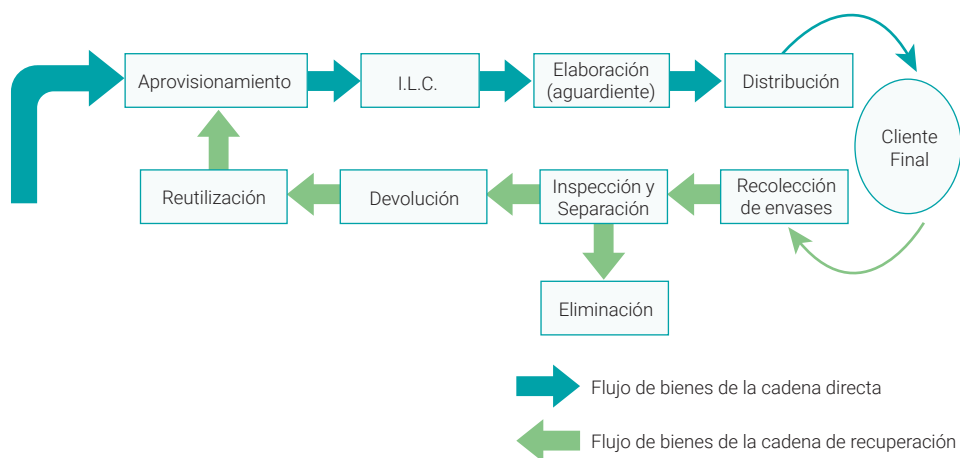 Aprovisionamiento
I.L.C.
Elaboración
(aguardiente)
Distribución
Cliente
Final
Reutilización
Devolución
Inspección y
Separación
Recolección
de envases
Eliminación
Flujo de bienes de la cadena directa
Flujo de bienes de la cadena de recuperación